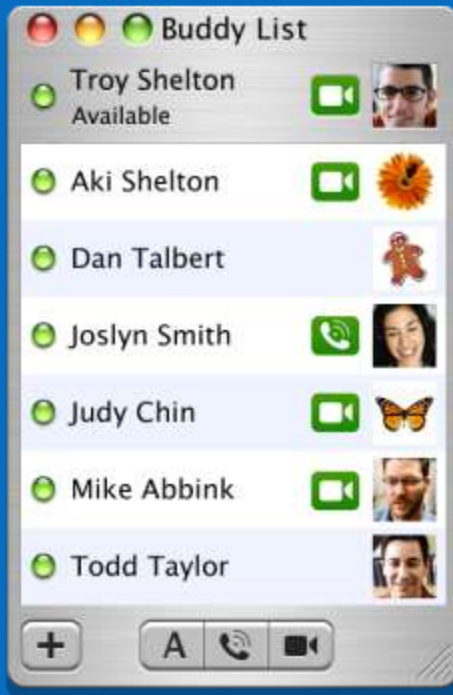 Buddy List
Troy Shelton
Available
Aki Shelton
Dan Talbert
Joslyn Smith
Judy Chin
Mike Abbink
Todd Taylor
A